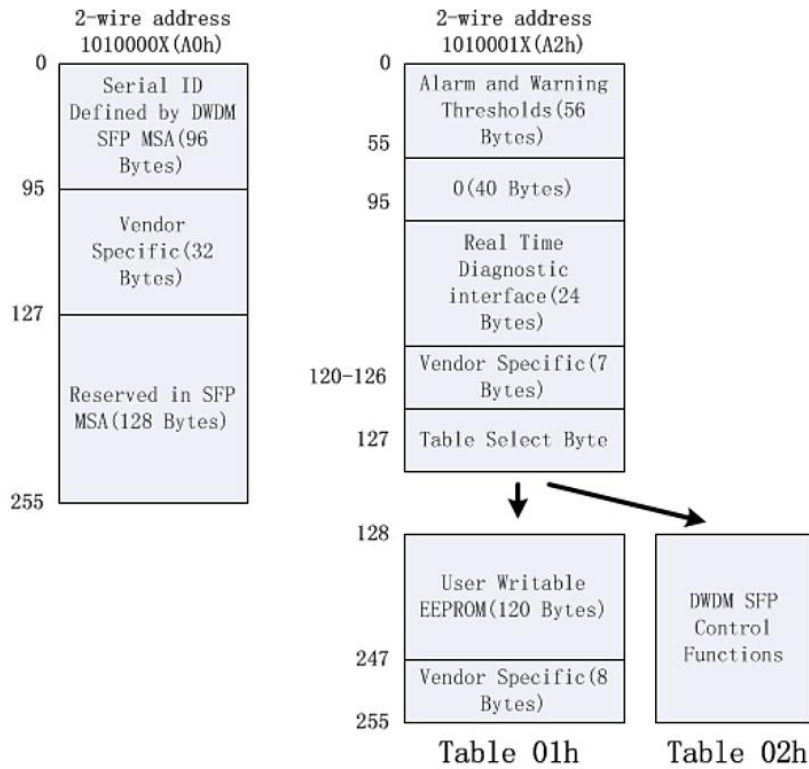 2-wire address
1010000X(A0h)
0
Serial ID
Defined by DWDM
SFP MSA(96
Bytes)
95
Vendor
Specific(32
Bytes)
127
Reserved in SFP
MSA(128 Bytes)
255
2-wire address
1010001X(A2h)
0
Alarm and Warning
Thresholds(56
Bytes)
55
0(40 Bytes)
95
Real Time
Diagnostic
interface(24
Bytes)
120-126
Vendor Specific(7
Bytes)
127
Table Select Byte
128
User Writable
EEPROM(120 Bytes)
247
Vendor Specific(8
Bytes)
255
Table 01h
DWDM SFP
Control
Functions
Table 02h